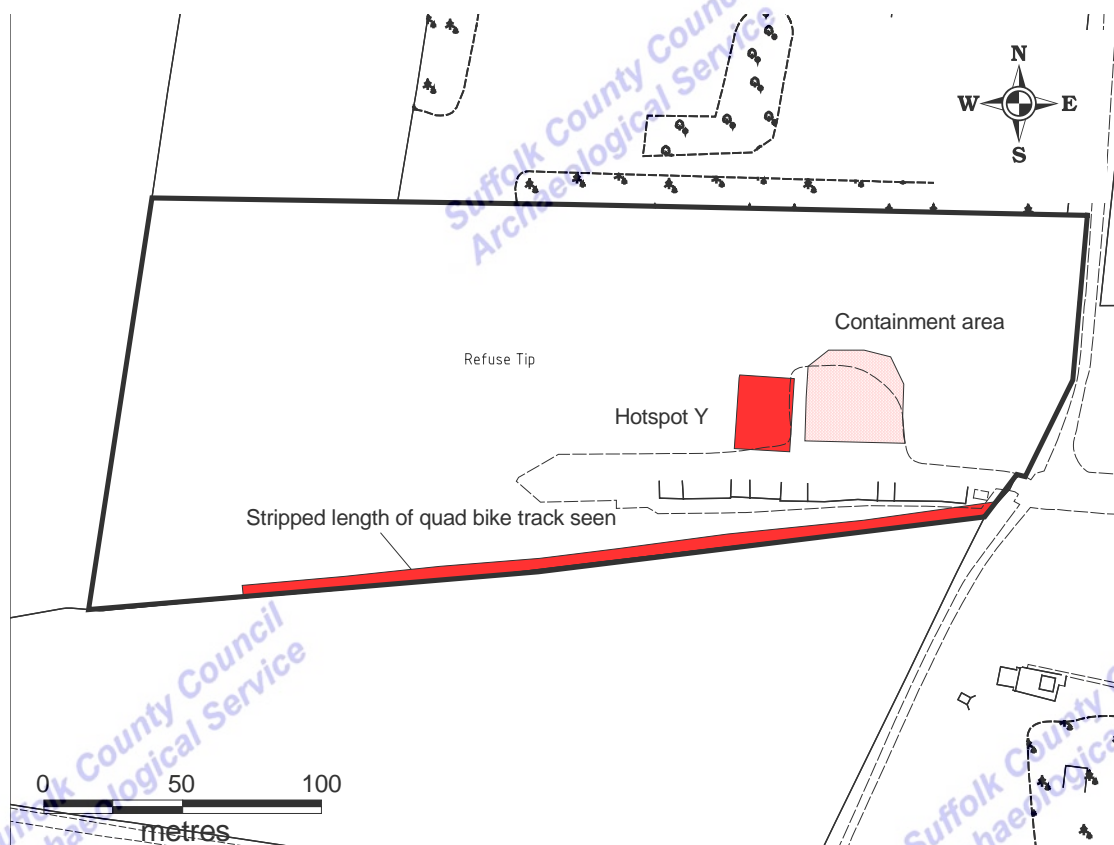 Suffolk County Council
Archaeological Service
N
W E
S
Containment area
Refuse Tip
Hotspot Y
Stripped length of quad bike track seen
Suffolk County Council
Archaeological Service
0 50 100
metres